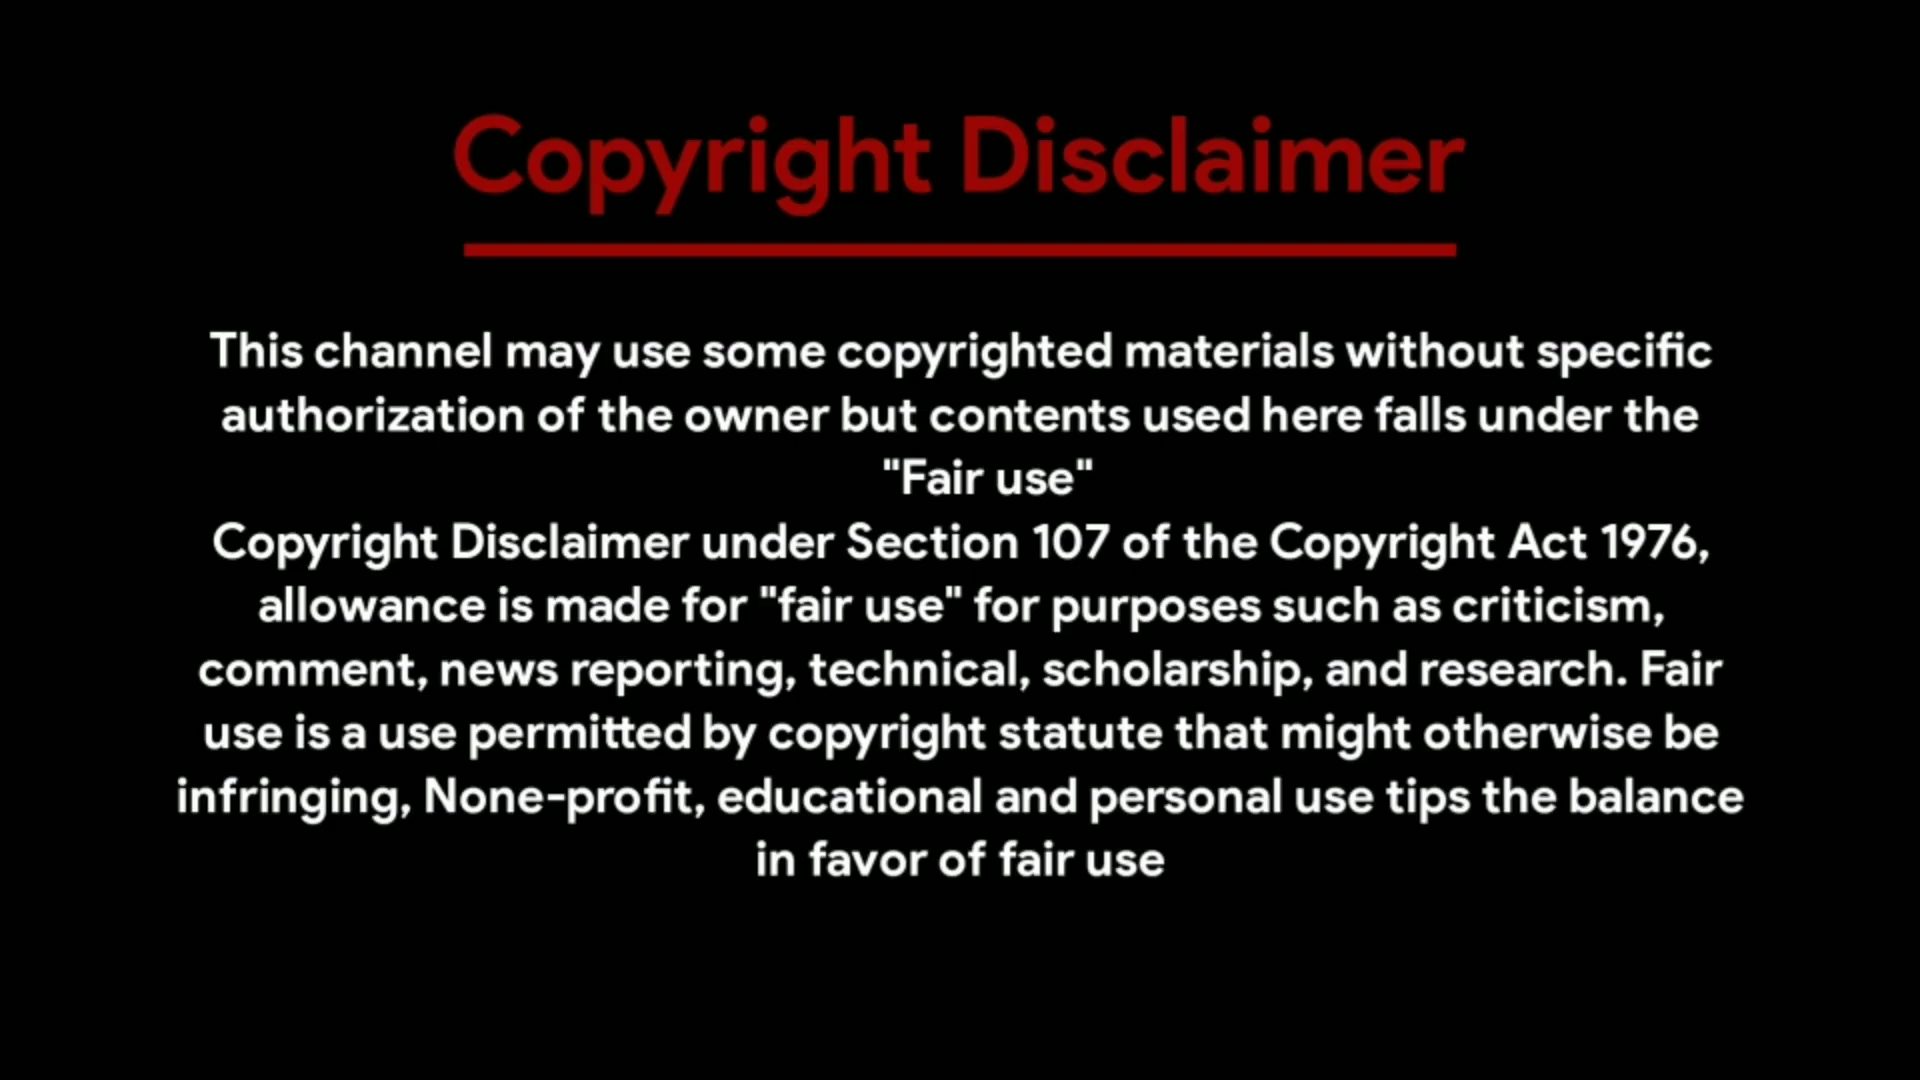 Copyright Disclaimer
This channel may use some copyrighted materials without specific
authorization of the owner but contents used here falls under the
"Fair use"
Copyright Disclaimer under Section 107 of the Copyright Act 1976,
allowance is made for "fair use" for purposes such as criticism,
comment, news reporting, technical, scholarship, and research. Fair
use is a use permitted by copyright statute that might otherwise be
infringing, None-profit, educational and personal use tips the balance
in favor of fair use